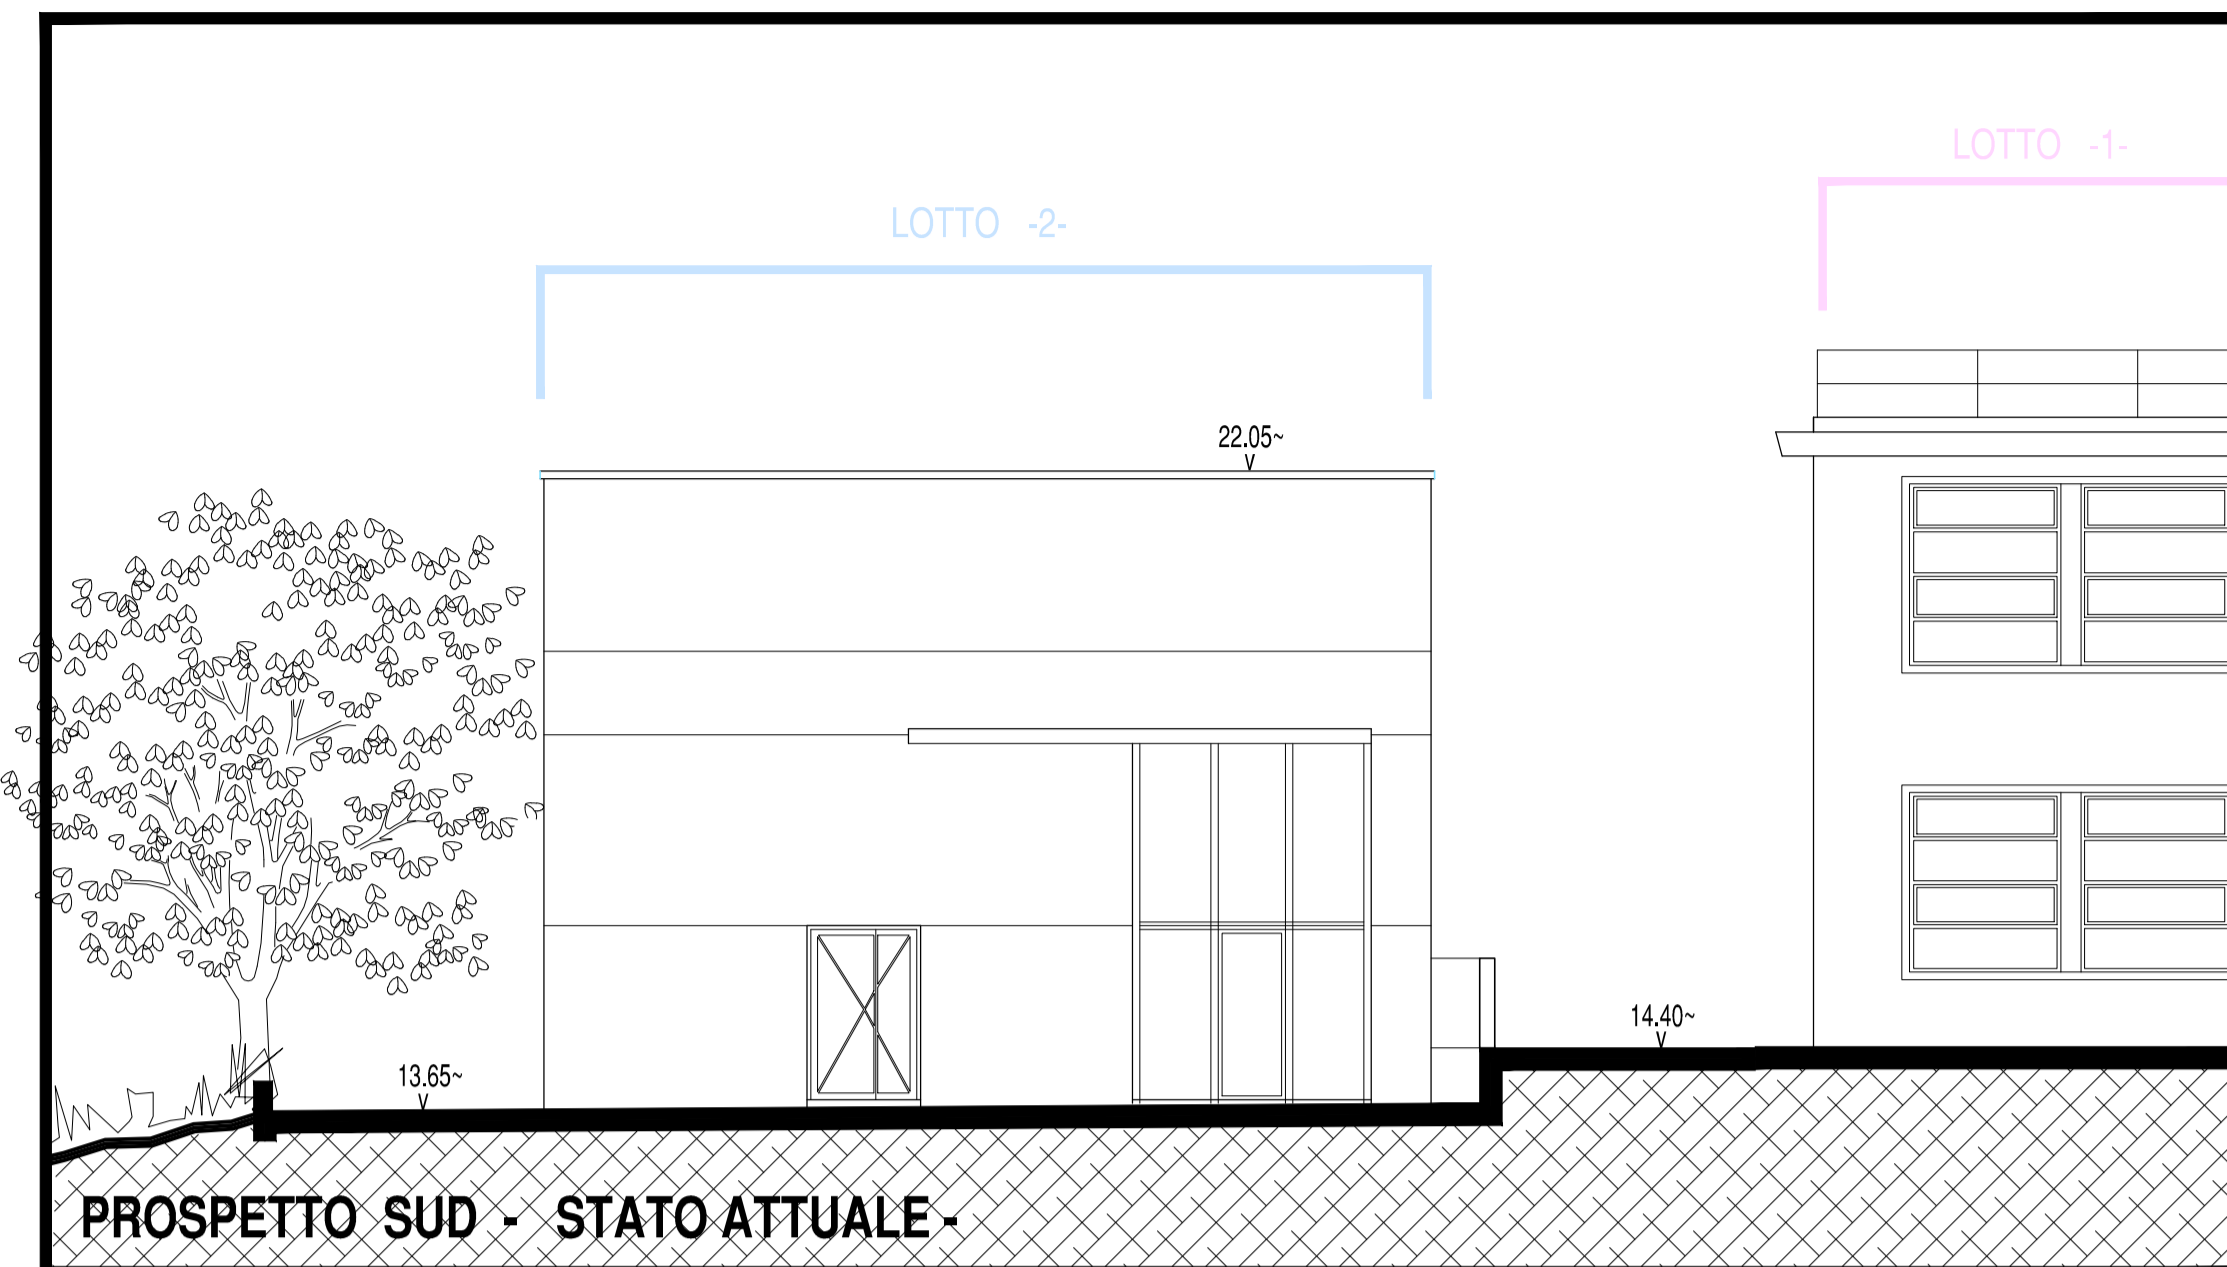 LOTTO -1-
LOTTO -2-
22.05~
14.40~
13.65~
PROSPETTO SUD - STATO ATTUALE -